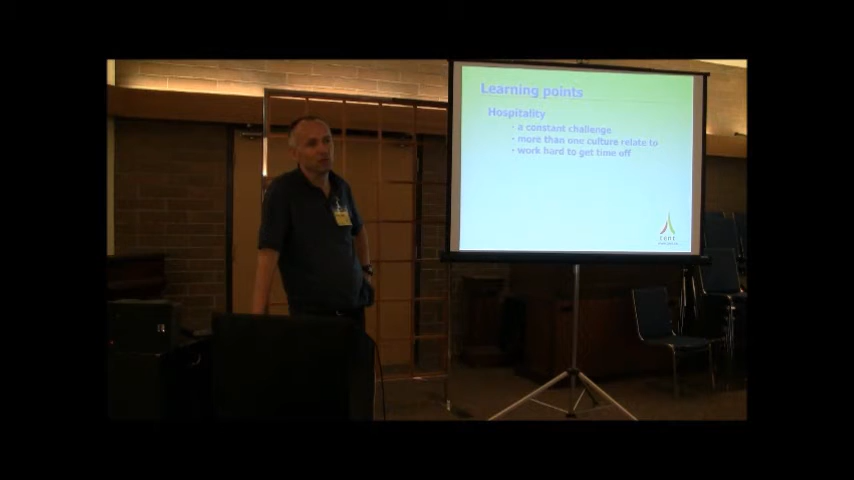 Learning points
Hospitality
- a constant challenge
- more than one culture relate to
- work hard to get time off